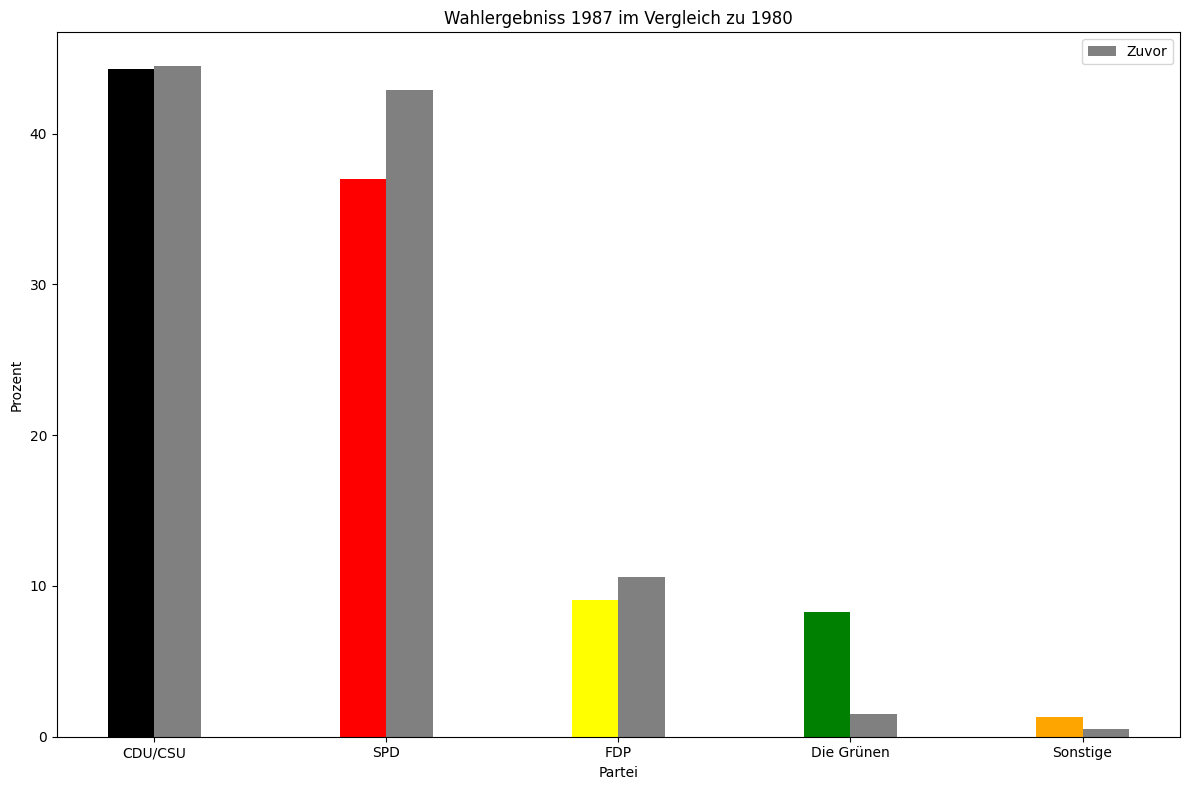 Wahlergebniss 1987 im Vergleich zu 1980
Zuvor
Prozent
40
30
20
10
0
CDU/CSU SPD FDP Die Grünen Sonstige
Partei